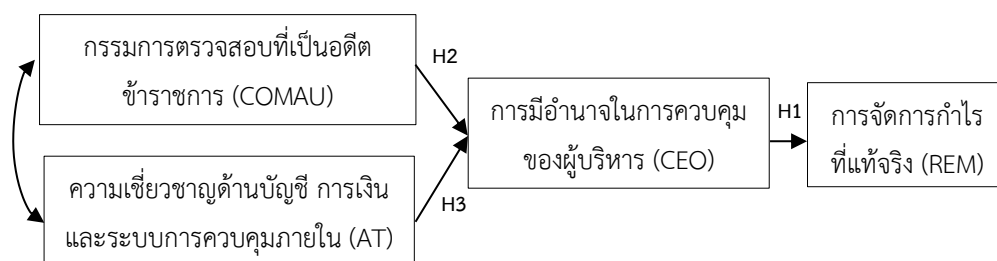 กรรมการตรวจสอบที่เป็นอดีต
ข้าราชการ (COMAU)
H2
การมีอำนาจในการควบคุม
ของผู้บริหาร (CEO)
H1
การจัดการกำไร
ที่แท้จริง (REM)
ความเชี่ยวชาญด้านบัญชี การเงิน
และระบบการควบคุมภายใน (AT)
H3